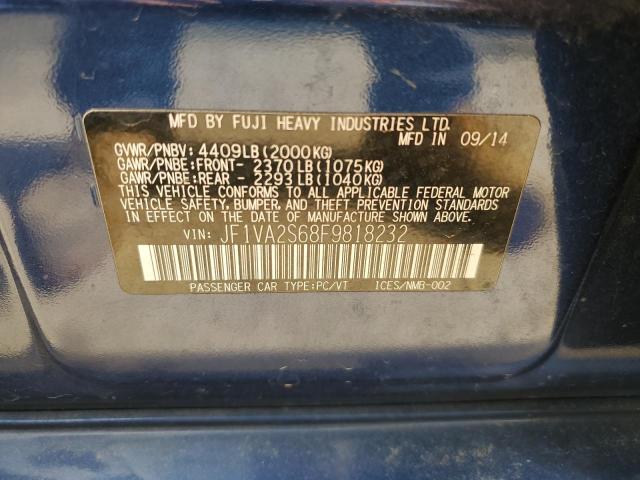 MFD BY FUJI HEAVY INDUSTRIES LTD.
GVWR/PNBV: 4409LB(2000KG) MFD IN 09/14
GAWR/PNBE:FRONT- 2370LB(1075KG)
GAWR/PNBE:REAR - 2293LB(1040KG)
THIS VEHICLE CONFORMS TO ALL APPLICABLE FEDERAL MOTOR
VEHICLE SAFETY, BUMPER, AND THEFT PREVENTION STANDARDS
IN EFFECT ON THE DATE OF MANUFACTURE SHOWN ABOVE.
VIN: JF1VA2S68F9818232
PASSENGER CAR TYPE:PC/VT ICES/NMB-002